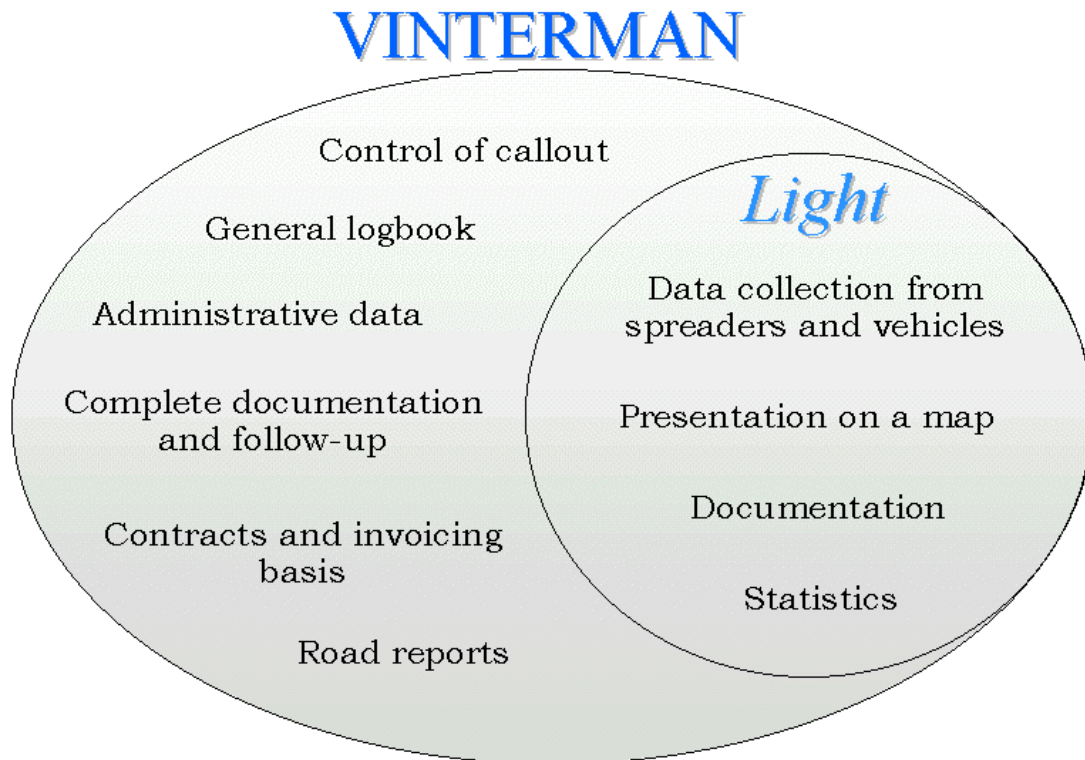 VINTERMAN
Control of callout
General logbook
Administrative data
Complete documentation
and follow-up
Contracts and invoicing
basis
Road reports
Light
Data collection from
spreaders and vehicles
Presentation on a map
Documentation
Statistics